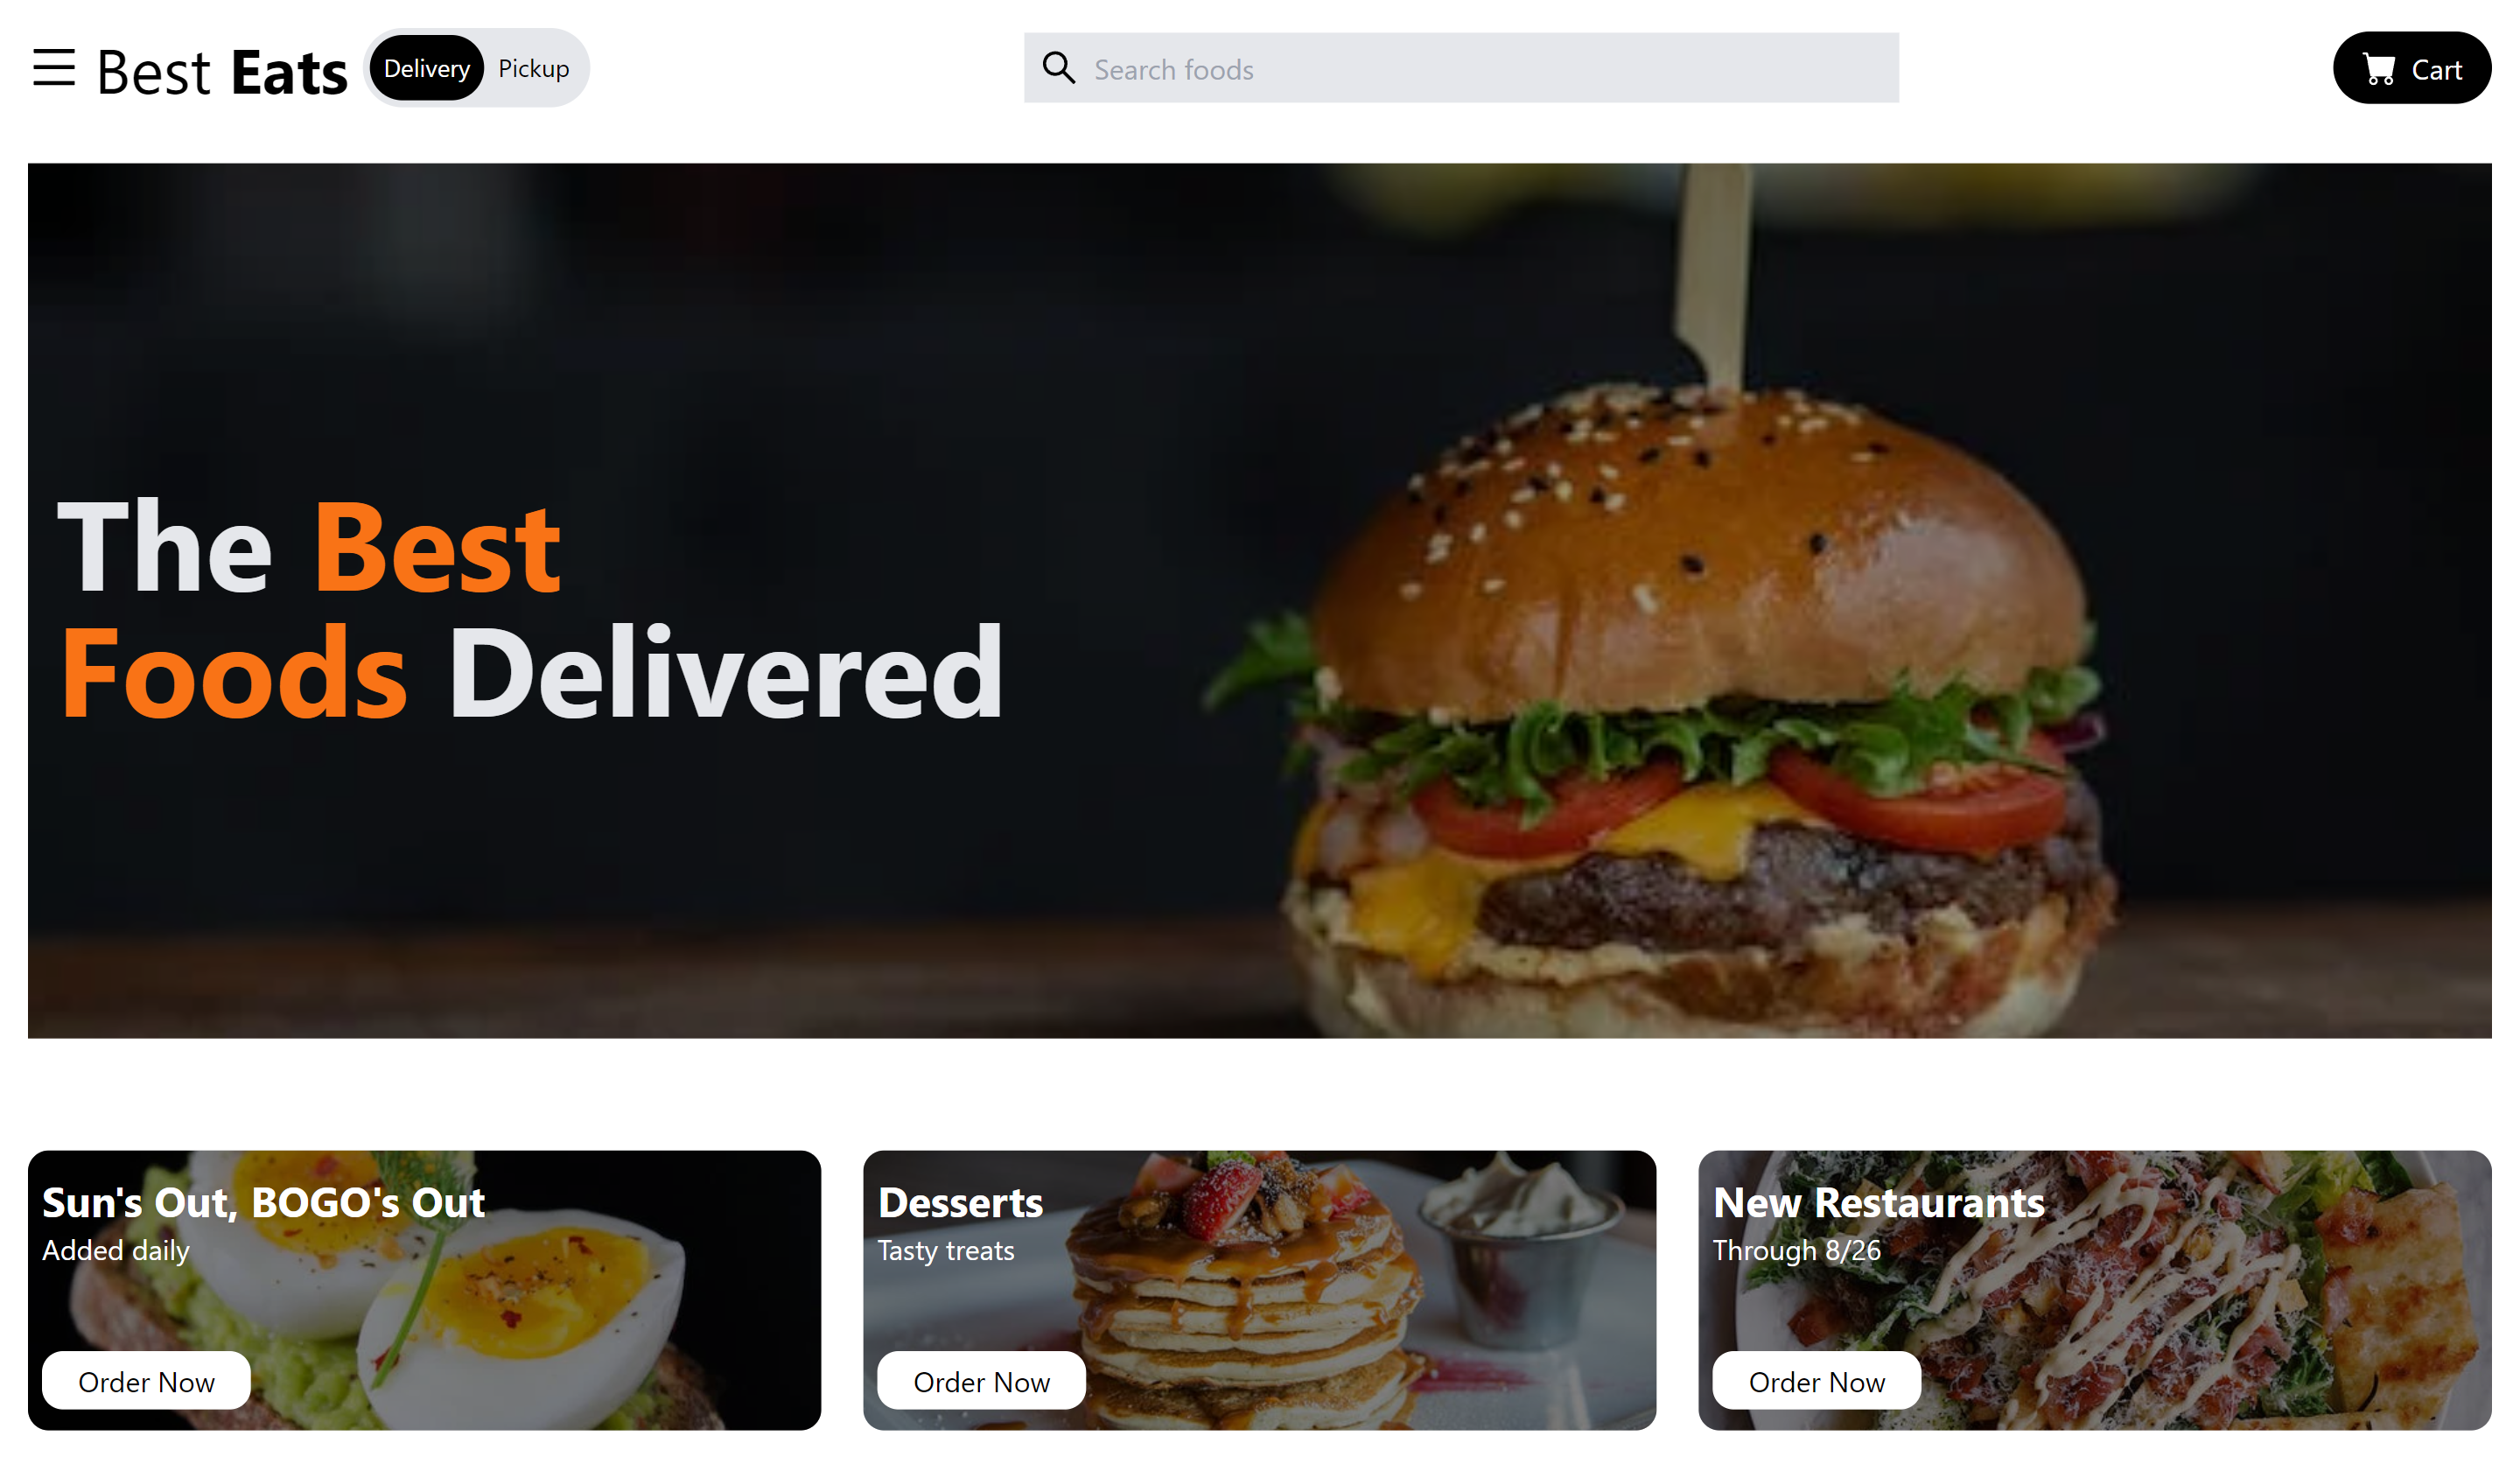 Best Eats
Delivery Pickup
Search foods
Cart
The Best
Foods Delivered
Sun's Out, BOGO's Out
Added daily
Order Now
Desserts
Tasty treats
Order Now
New Restaurants
Through 8/26
Order Now